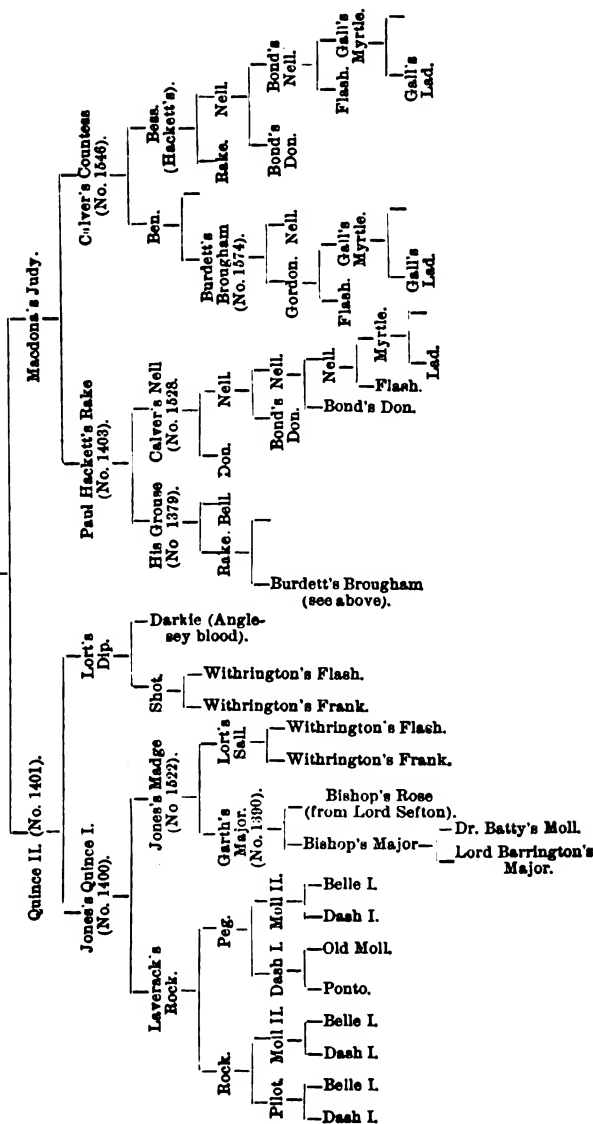 Quince II. (No. 1401).
Macdona's Judy.
Jones's Quince I.
(No. 1400).
Lort's
Dip.
Paul Hackett's Rake
(No. 1403).
Calver's Countess
(No. 1546).
Laverack's
Rock.
Jones's Madge
(No 1522).
Shot.
Darkie (Angle-
sey blood).
His Grouse
(No 1379).
Calver's Nell
(No. 1528.
Ben.
Bess.
(Hackett's).
Rock.
Peg.
Garth's
Major.
(No. 1390).
Lort's
Sall.
Withrington's Frank.
Withrington's Flash.
Rake.
Bell.
Don.
Nell.
Burdett's
Brougham
(No. 1574).
Rake.
Nell.
Pilot.
Moll II.
Dash I.
Moll II.
Bishop's Major
Bishop's Rose
(from Lord Sefton).
Withrington's Frank.
Withrington's Flash.
Burdett's Brougham
(see above).
Bond's
Don.
Nell.
Gordon.
Nell.
Bond's
Don.
Bond's
Nell.
Dash I.
Belle I.
Dash I.
Belle I.
Ponto.
Old Moll.
Dash I.
Belle I.
Lord Barrington's
Major.
Dr. Batty's Moll.
Bond's Don.
Nell.
Flash.
Gall's
Myrtle.
Flash.
Gall's
Myrtle.
Flash.
Myrtle.
Gall's
Lad.
Gall's
Lad.
Lad.